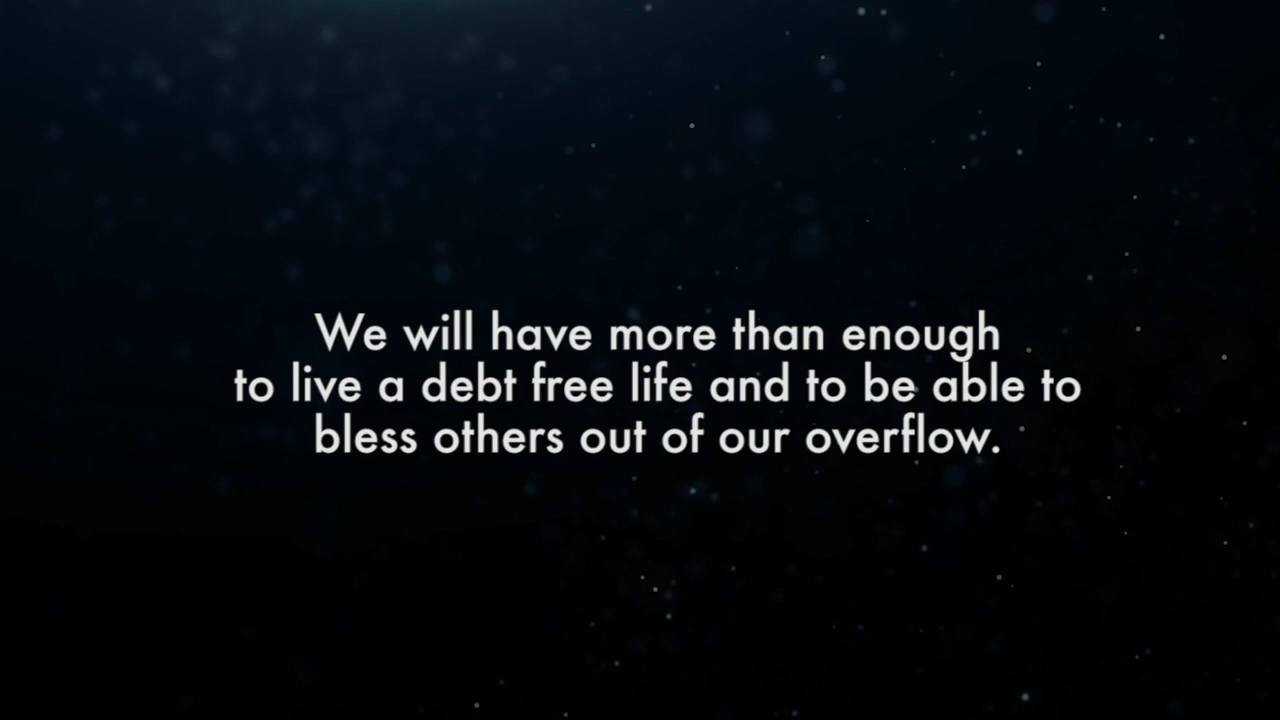 We will have more than enough
to live a debt free life and to be able to
bless others out of our overflow.